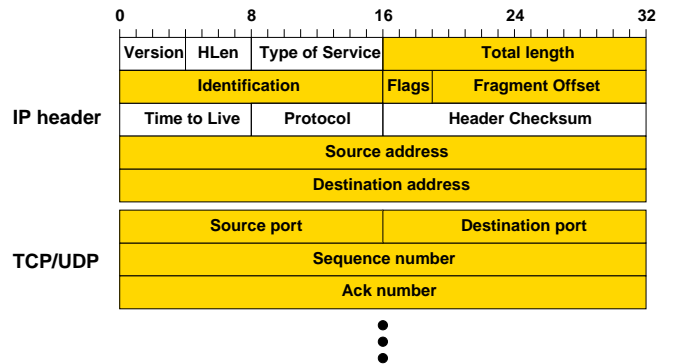 0 8 16 24 32
Version HLen Type of Service Total length
Identification Flags Fragment Offset
IP header
Time to Live Protocol Header Checksum
Source address
Destination address
Source port Destination port
TCP/UDP
Sequence number
Ack number